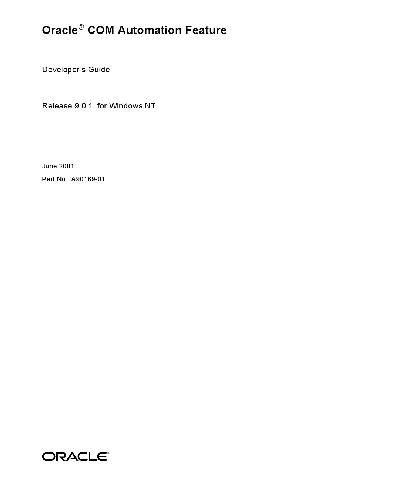 Oracle® COM Automation Feature
Developer's Guide
Release 9.0.1 for Windows NT
June 2001
Part No. A90169-01
ORACLE®